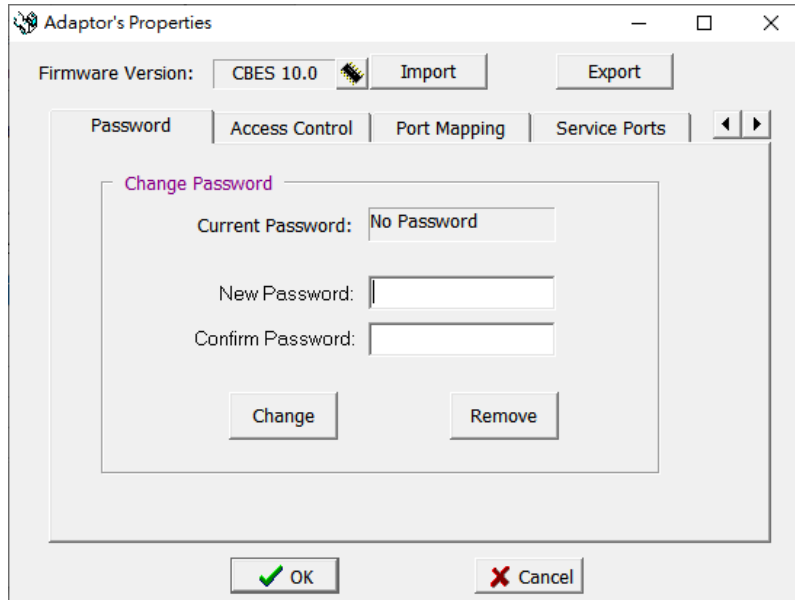 Adaptor's Properties
Firmware Version: CBES 10.0 Import Export
Password Access Control Port Mapping Service Ports
Change Password
Current Password: No Password
New Password:
Confirm Password:
Change Remove
OK Cancel